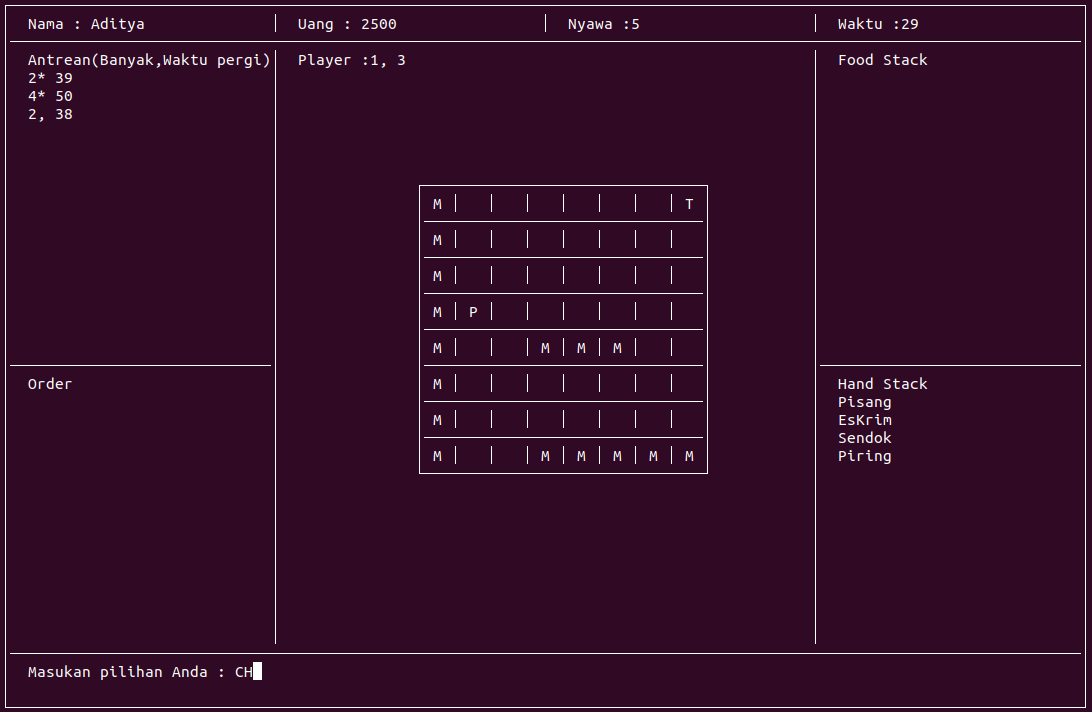 Nama : Aditya Uang : 2500 Nyawa :5 Waktu :29
Antrean(Banyak,Waktu pergi)
2* 39
4* 50
2, 38
Player :1, 3
M T
M
M
M P
M M M M
M
M
M M M M M M
Food Stack
Order
Hand Stack
Pisang
EsKrim
Sendok
Piring
Masukan pilihan Anda : CH